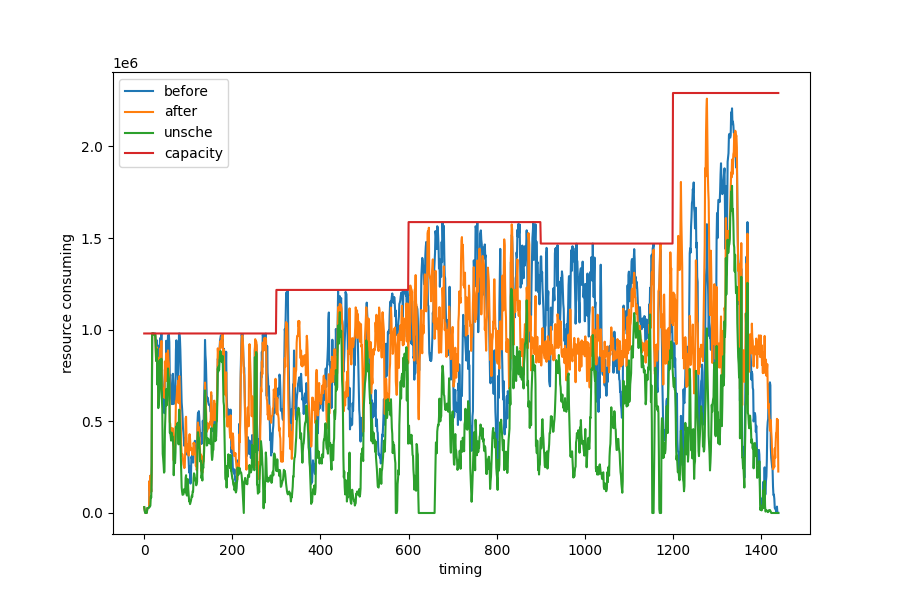 1e6
before
after
unsche
capacity
2.0
1.5
1.0
0.5
0.0
resource consuming
0 200 400 600 800 1000 1200 1400
timing